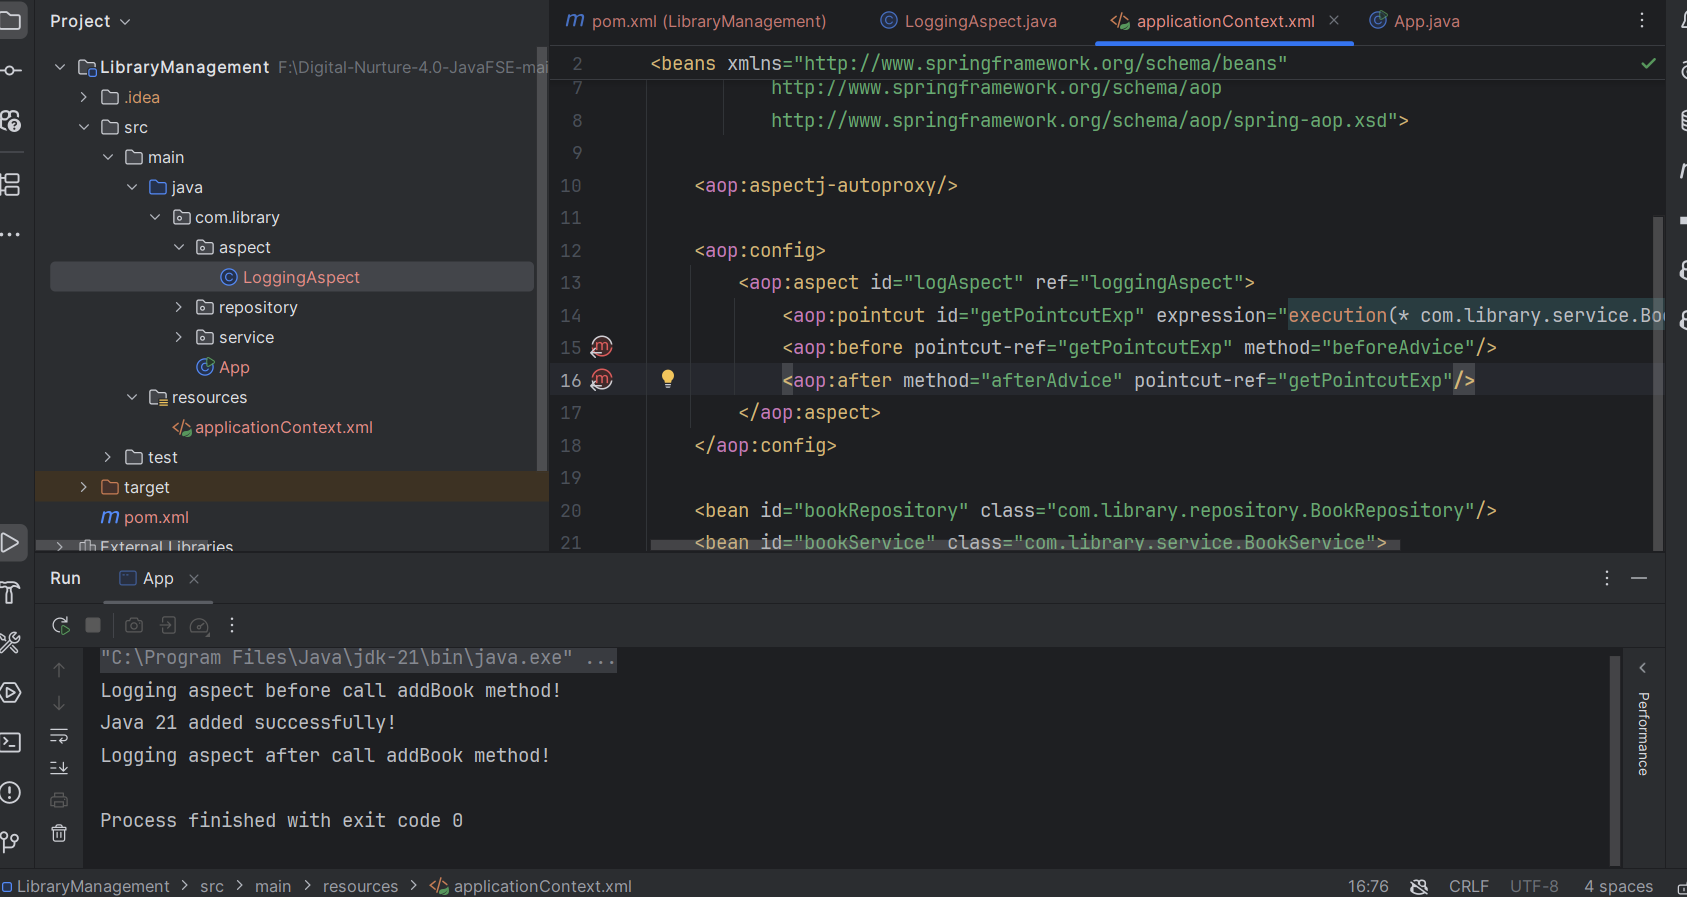 Project
pom.xml (LibraryManagement)
LoggingAspect.java
applicationContext.xml
App.java
LibraryManagement F:\Digital-Nurture-4.0-JavaFSE-mai
.idea
src
main
java
com.library
aspect
LoggingAspect
repository
service
App
resources
applicationContext.xml
test
target
pom.xml
External Libraries
2 <beans xmlns="http://www.springframework.org/schema/beans"
7 http://www.springframework.org/schema/aop
8 http://www.springframework.org/schema/aop/spring-aop.xsd">
9
10 <aop:aspectj-autoproxy/>
11
12 <aop:config>
13 <aop:aspect id="logAspect" ref="loggingAspect">
14 <aop:pointcut id="getPointcutExp" expression="execution(* com.library.service.Bo
15 <aop:before pointcut-ref="getPointcutExp" method="beforeAdvice"/>
16 <aop:after method="afterAdvice" pointcut-ref="getPointcutExp"/>
17 </aop:aspect>
18 </aop:config>
19
20 <bean id="bookRepository" class="com.library.repository.BookRepository"/>
21 <bean id="bookService" class="com.library.service.BookService">
Run
App
"C:\Program Files\Java\jdk-21\bin\java.exe" ...
Logging aspect before call addBook method!
Java 21 added successfully!
Logging aspect after call addBook method!
Process finished with exit code 0
Performance
LibraryManagement > src > main > resources > applicationContext.xml
16:76 CRLF UTF-8 4 spaces